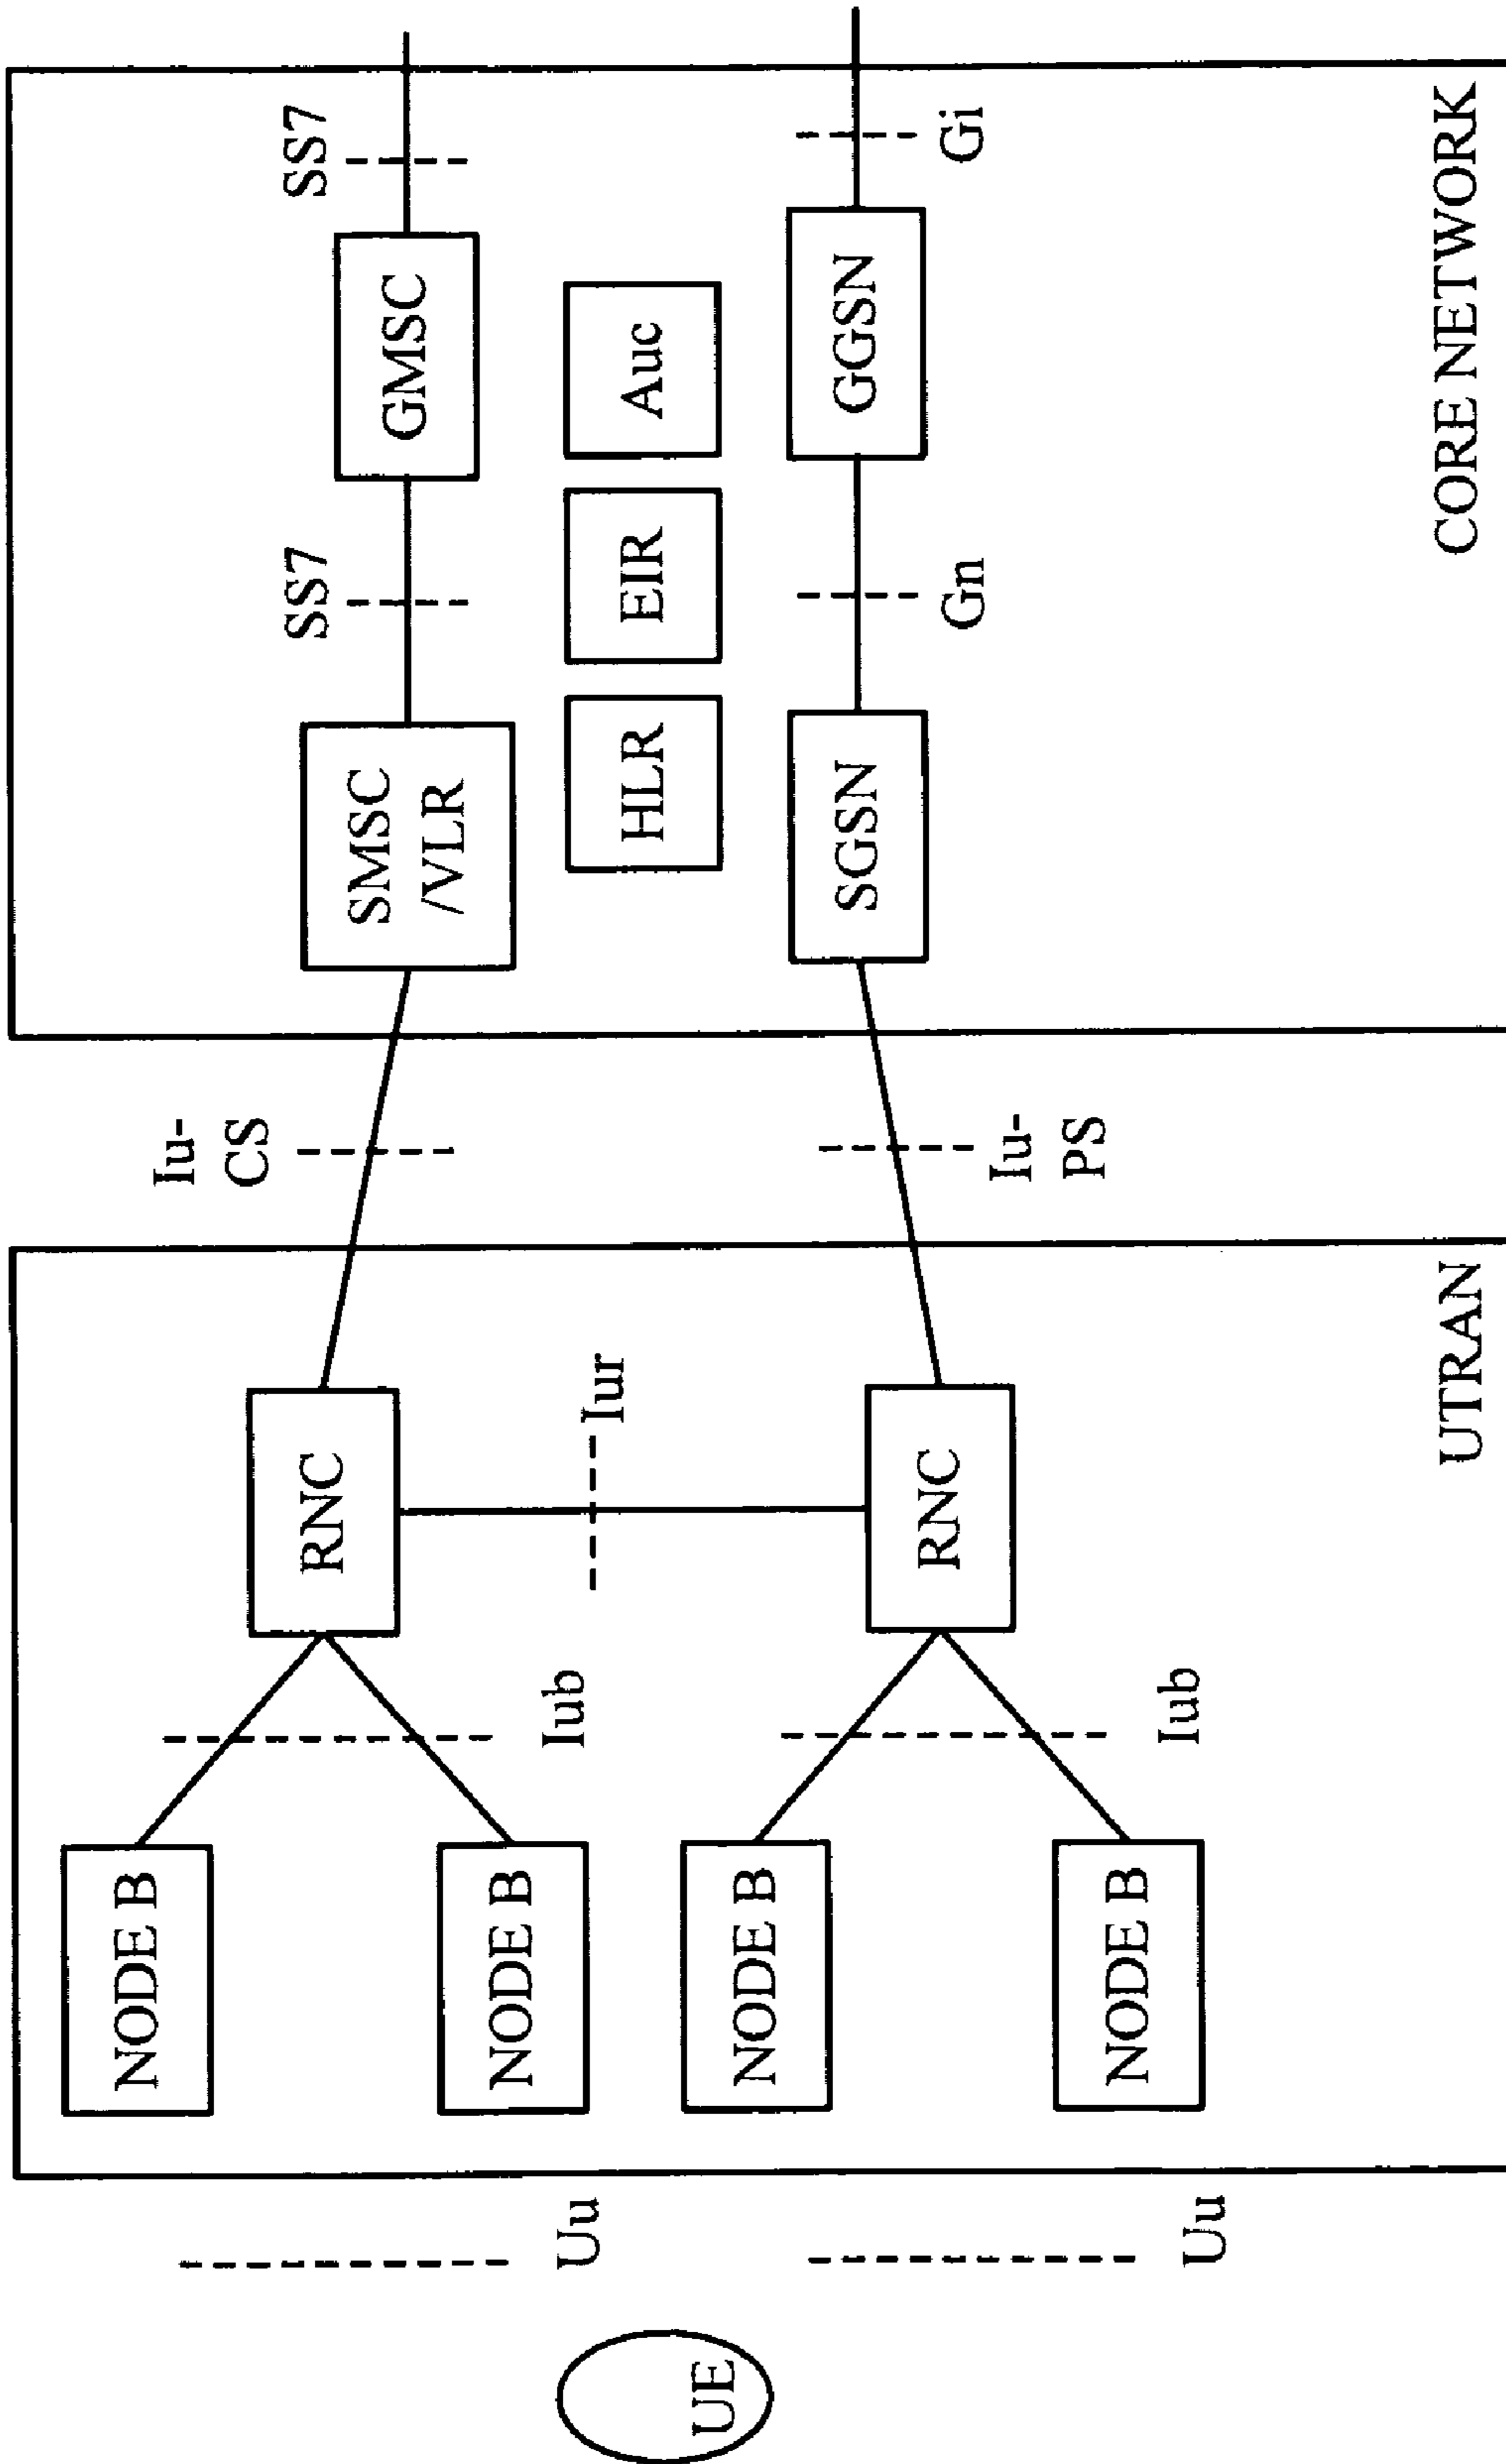 UE
Uu
Uu
NODE B
NODE B
NODE B
NODE B
Iub
Iub
RNC
RNC
Iur
UTRAN
Iu-
CS
Iu-
PS
SMSC
/VLR
SS7
GMSC
SS7
HLR
EIR
Auc
SGSN
Gn
GGSN
Gi
CORE NETWORK